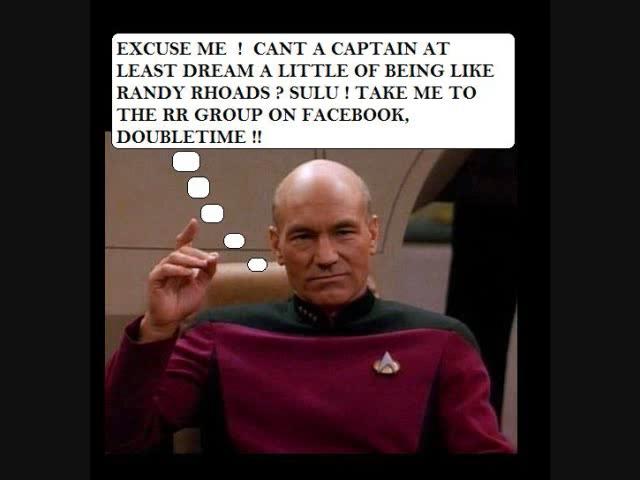 EXCUSE ME  !  CANT A CAPTAIN AT
LEAST DREAM A LITTLE OF BEING LIKE
RANDY RHOADS ? SULU ! TAKE ME TO
THE RR GROUP ON FACEBOOK,
DOUBLETIME !!